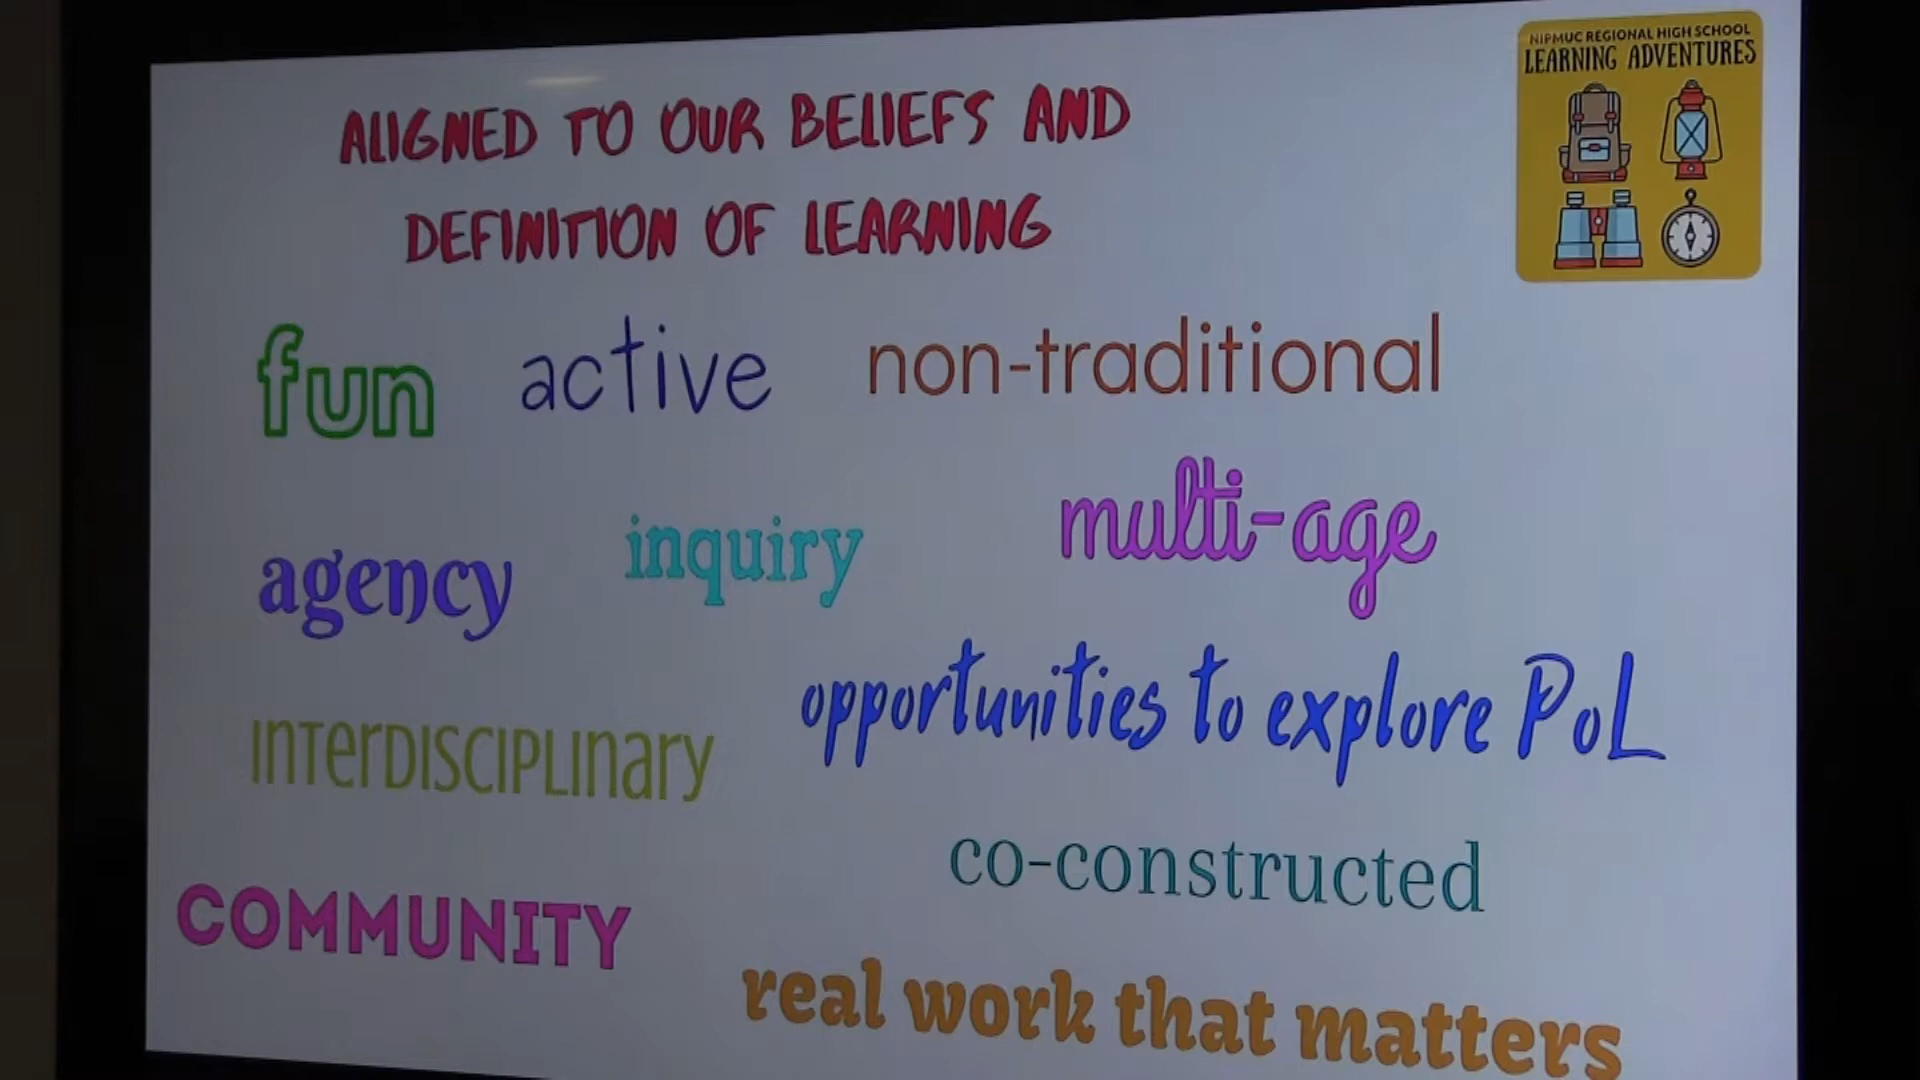 NIPMUC REGIONAL HIGH SCHOOL
LEARNING ADVENTURES
ALIGNED TO OUR BELIEFS AND
DEFINITION OF LEARNING
fun active non-traditional
agency inquiry multi-age
InTerDISCIPLInary opportunities to explore PoL
COMMUNITY co-constructed
real work that matters